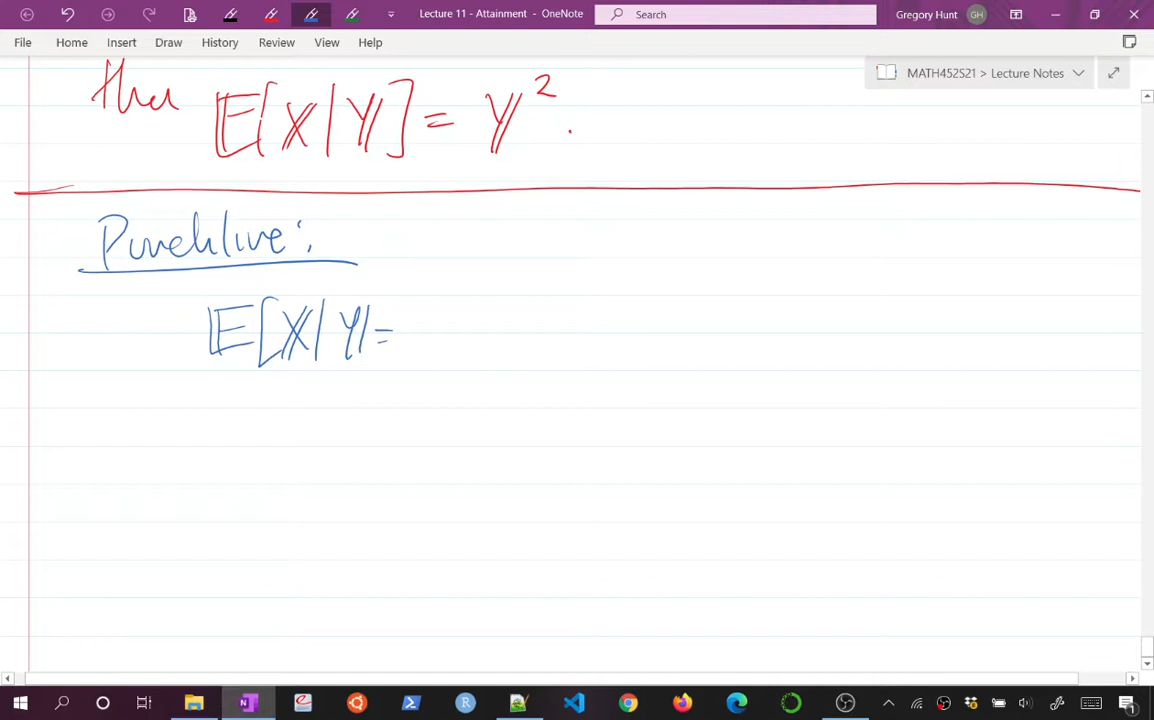 Lecture 11 - Attainment - OneNote
Search
Gregory Hunt
GH
File Home Insert Draw History Review View Help
MATH452S21 > Lecture Notes
then 𝔼[X|Y] = Y².
Punchline:
𝔼[X|Y=